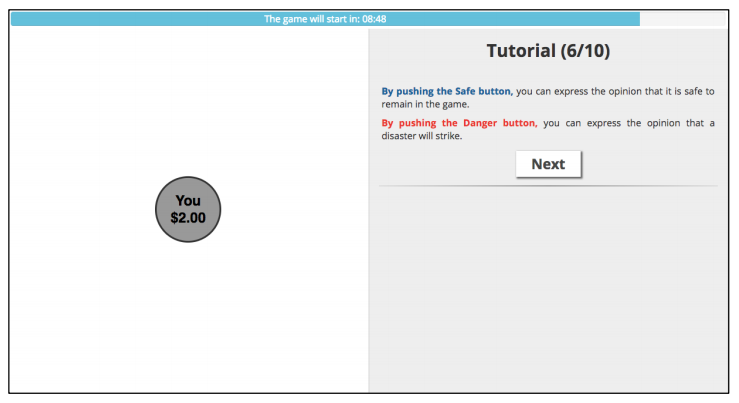 The game will start in: 08:48
Tutorial (6/10)
By pushing the Safe button, you can express the opinion that it is safe to
remain in the game.
By pushing the Danger button, you can express the opinion that a
disaster will strike.
Next
You
$2.00